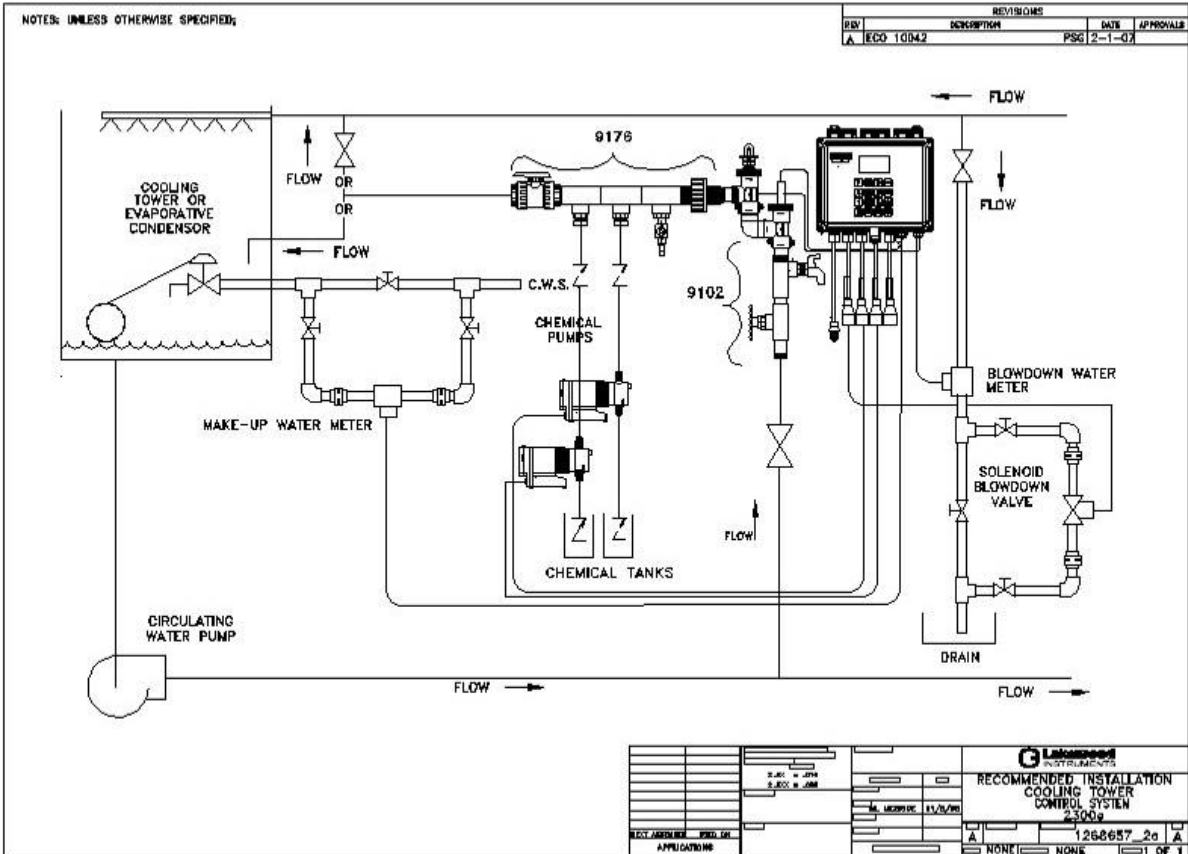 NOTES: UNLESS OTHERWISE SPECIFIED;
REVISIONS
REV DESCRIPTION DATE APPROVALS
A ECO 10042 PSG 2-1-07
FLOW
9176
FLOW
OR
OR
COOLING
TOWER OR
EVAPORATIVE
CONDENSOR
FLOW
FLOW
C.W.S.
9102
CHEMICAL
PUMPS
BLOWDOWN WATER
METER
MAKE-UP WATER METER
SOLENOID
BLOWDOWN
VALVE
FLOW
CHEMICAL TANKS
CIRCULATING
WATER PUMP
DRAIN
FLOW
FLOW
Lakewood
INSTRUMENTS
RECOMMENDED INSTALLATION
COOLING TOWER
CONTROL SYSTEM
2300e
A 1268657_2a A
NONE NONE 1 OF 1
APPLICATIONS